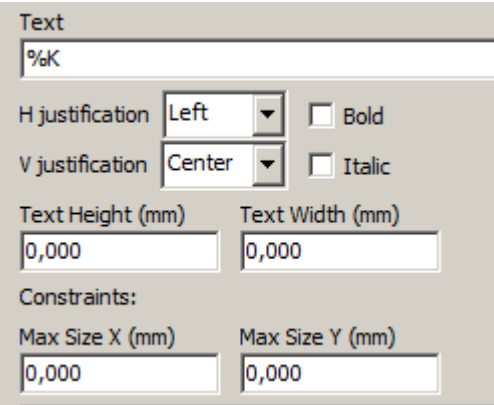 Text
%K
H justification Left Bold
V justification Center Italic
Text Height (mm) Text Width (mm)
0,000 0,000
Constraints:
Max Size X (mm) Max Size Y (mm)
0,000 0,000